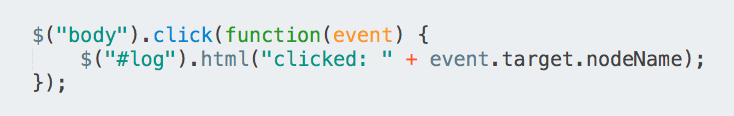 $("body").click(function(event) {
    $("#log").html("clicked: " + event.target.nodeName);
});